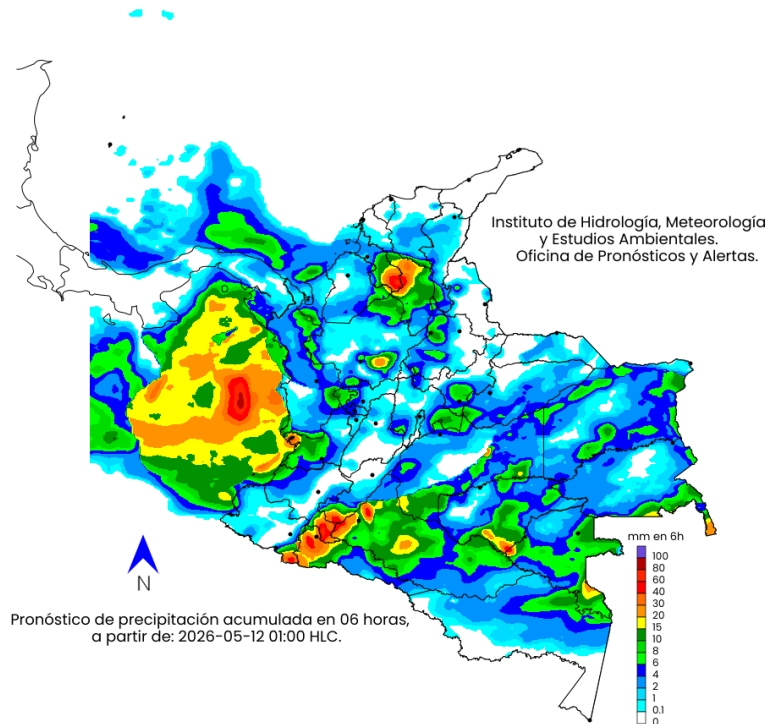 Instituto de Hidrología, Meteorología
y Estudios Ambientales.
Oficina de Pronósticos y Alertas.
mm en 6h
100
80
60
40
30
20
15
10
8
6
4
2
1
0.1
0
N
Pronóstico de precipitación acumulada en 06 horas,
a partir de: 2026-05-12 01:00 HLC.